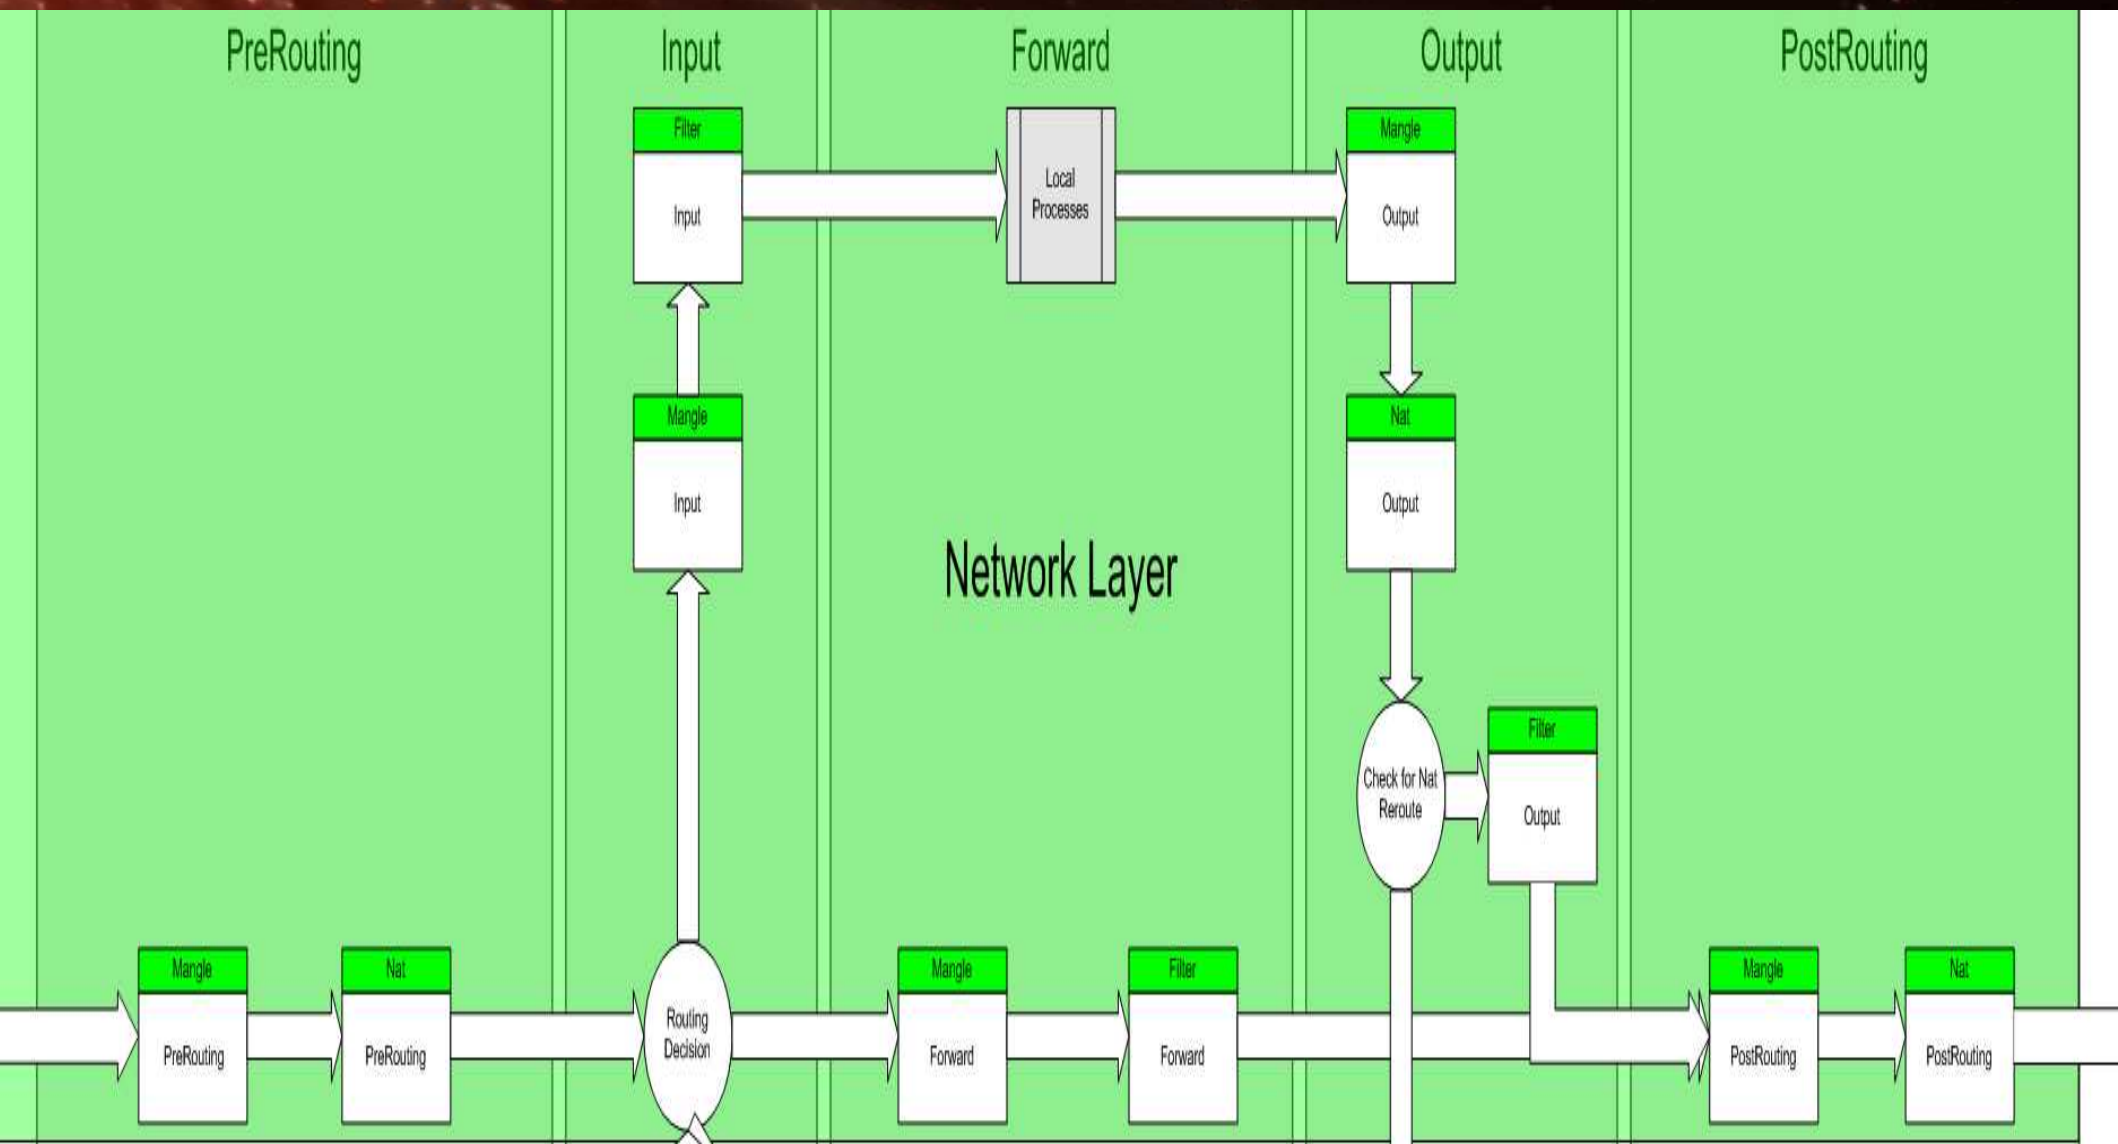 PreRouting
Input
Forward
Output
PostRouting
Filter
Input
Local
Processes
Mangle
Output
Mangle
Input
Nat
Output
Network Layer
Check for Nat
Reroute
Filter
Output
Mangle
PreRouting
Nat
PreRouting
Routing
Decision
Mangle
Forward
Filter
Forward
Mangle
PostRouting
Nat
PostRouting